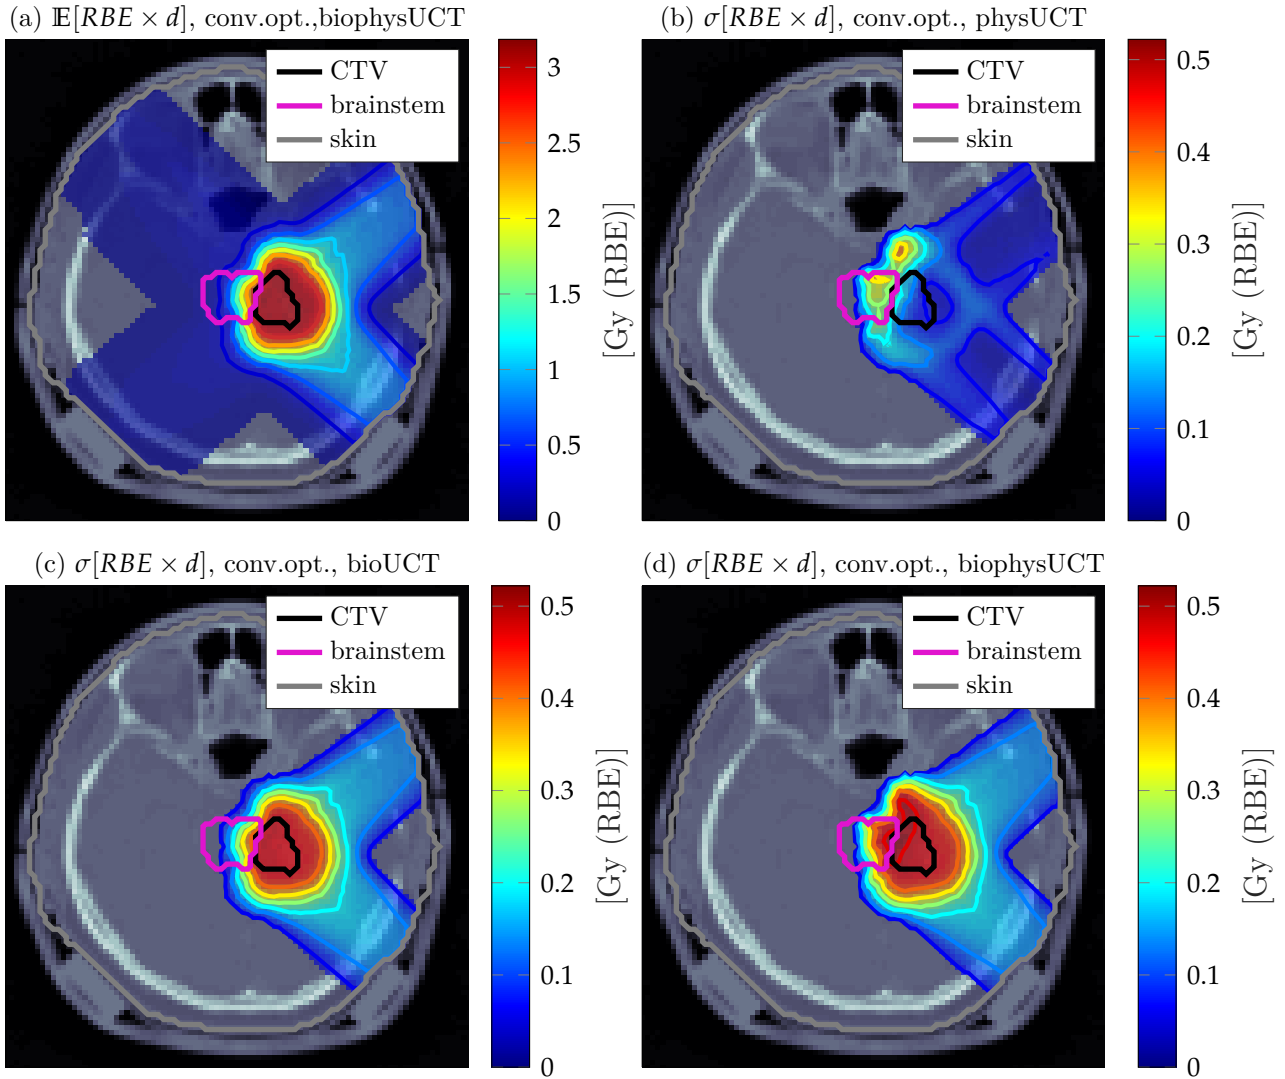 (a) 𝔼[RBE × d], conv.opt.,biophysUCT
CTV
brainstem
skin
3
2.5
2
1.5
1
0.5
0
[Gy (RBE)]
(b) σ[RBE × d], conv.opt., physUCT
CTV
brainstem
skin
0.5
0.4
0.3
0.2
0.1
0
[Gy (RBE)]
(c) σ[RBE × d], conv.opt., bioUCT
CTV
brainstem
skin
0.5
0.4
0.3
0.2
0.1
0
[Gy (RBE)]
(d) σ[RBE × d], conv.opt., biophysUCT
CTV
brainstem
skin
0.5
0.4
0.3
0.2
0.1
0
[Gy (RBE)]